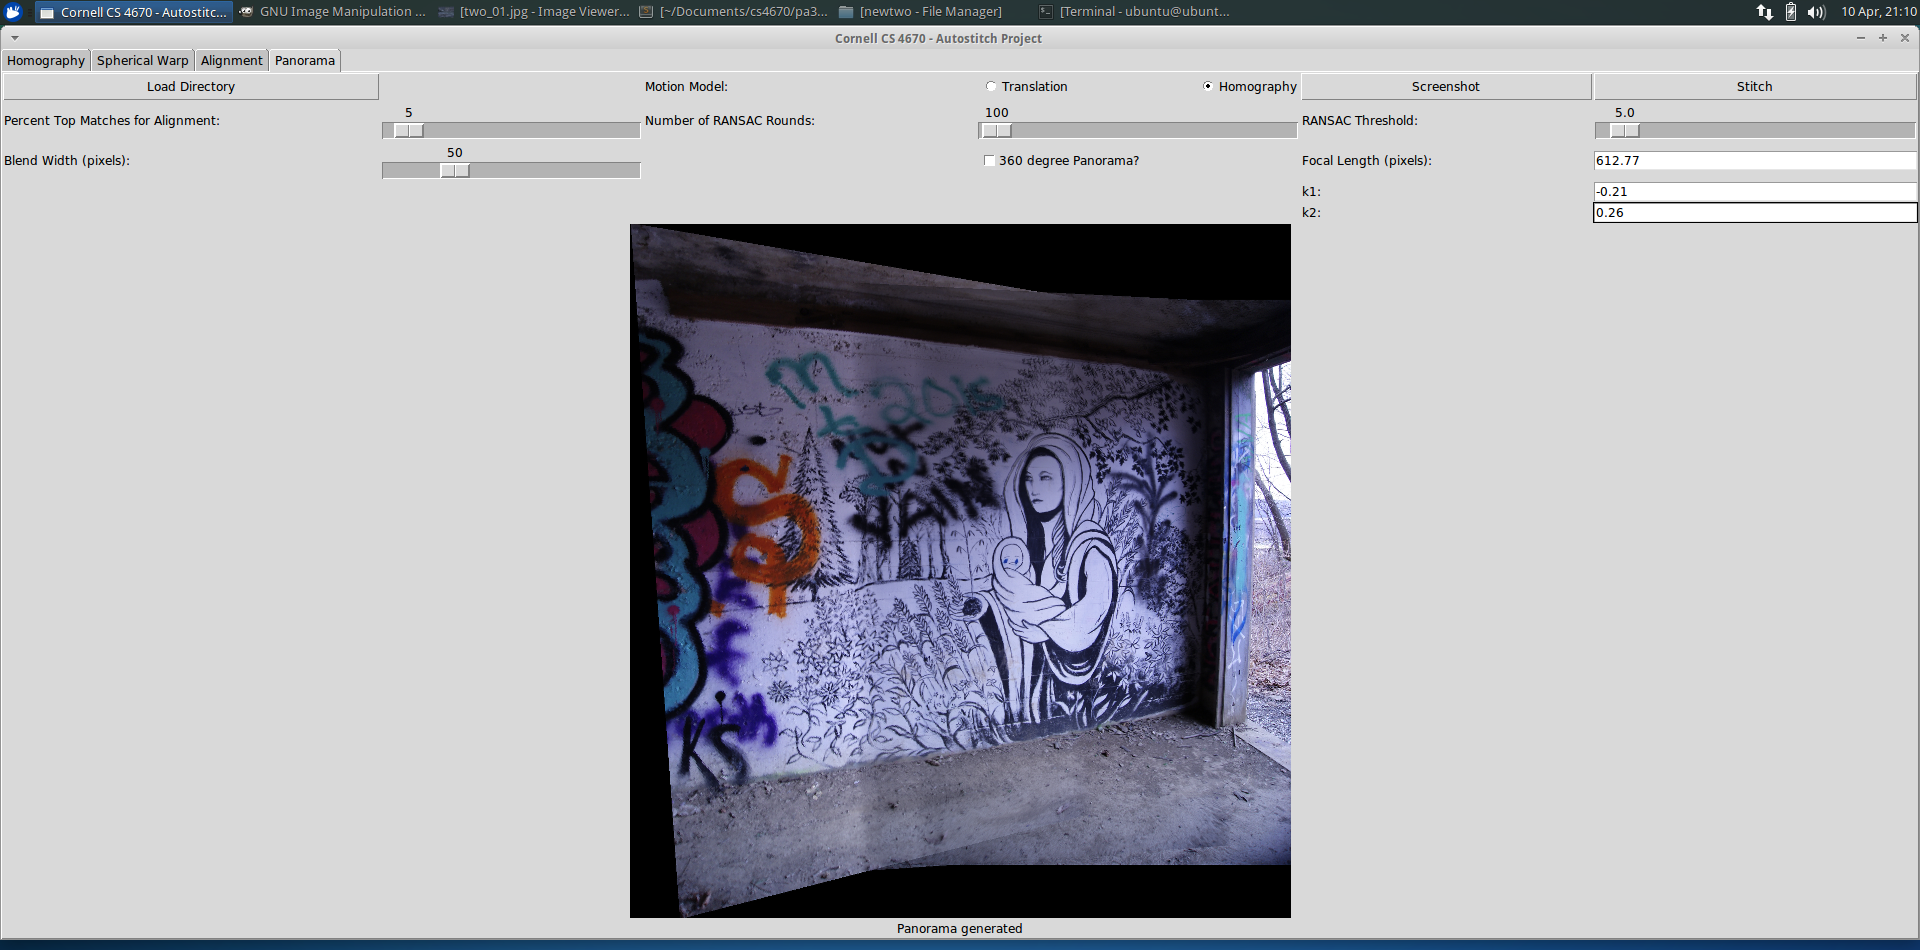 Cornell CS 4670 - Autostitc...
GNU Image Manipulation ...
[two_01.jpg - Image Viewer...
[~/Documents/cs4670/pa3...
[newtwo - File Manager]
[Terminal - ubuntu@ubunt...
10 Apr, 21:10
Cornell CS 4670 - Autostitch Project
Homography
Spherical Warp
Alignment
Panorama
Load Directory
Motion Model:
Translation
Homography
Screenshot
Stitch
Percent Top Matches for Alignment:
5
Number of RANSAC Rounds:
100
RANSAC Threshold:
5.0
Blend Width (pixels):
50
360 degree Panorama?
Focal Length (pixels):
612.77
k1:
-0.21
k2:
0.26
KS
Panorama generated